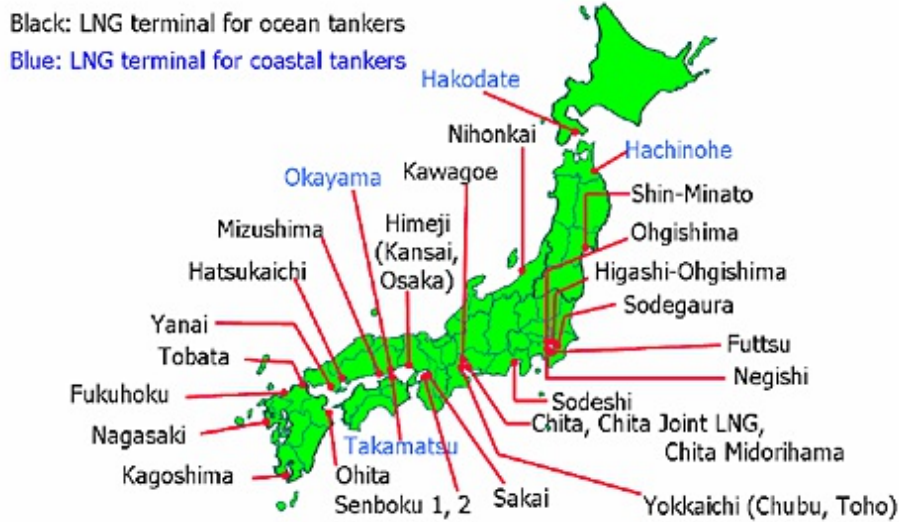 Black: LNG terminal for ocean tankers
Blue: LNG terminal for coastal tankers
Hakodate
Nihonkai
Hachinohe
Kawagoe
Okayama
Shin-Minato
Mizushima
Himeji
(Kansai,
Osaka)
Ohgishima
Hatsukaichi
Higashi-Ohgishima
Sodegaura
Yanai
Futtsu
Tobata
Negishi
Fukuhoku
Sodeshi
Chita, Chita Joint LNG,
Chita Midorihama
Nagasaki
Takamatsu
Kagoshima
Ohita
Senboku 1, 2
Sakai
Yokkaichi (Chubu, Toho)